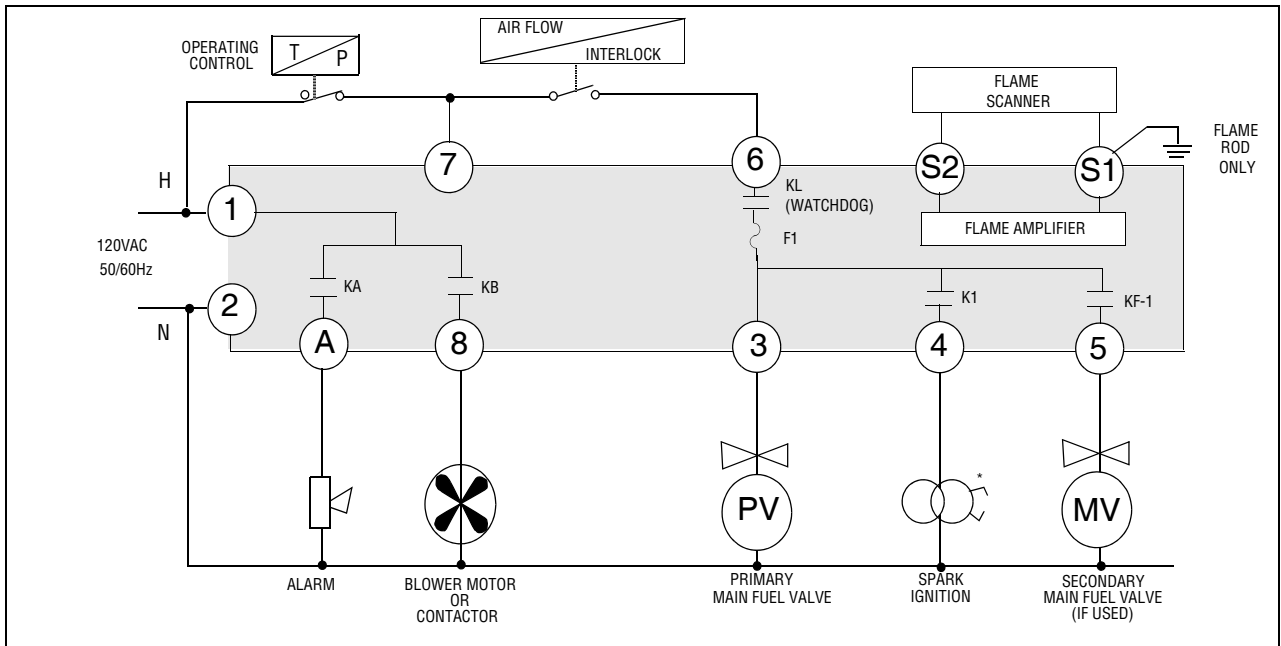 AIR FLOW
INTERLOCK
OPERATING
CONTROL
T
P
FLAME
SCANNER
FLAME
ROD
ONLY
7
6
S2
S1
H
1
KL
(WATCHDOG)
F1
FLAME AMPLIFIER
120VAC
50/60Hz
KA
KB
K1
KF-1
2
N
A
8
3
4
5
*
PV
MV
ALARM
BLOWER MOTOR
OR
CONTACTOR
PRIMARY
MAIN FUEL VALVE
SPARK
IGNITION
SECONDARY
MAIN FUEL VALVE
(IF USED)